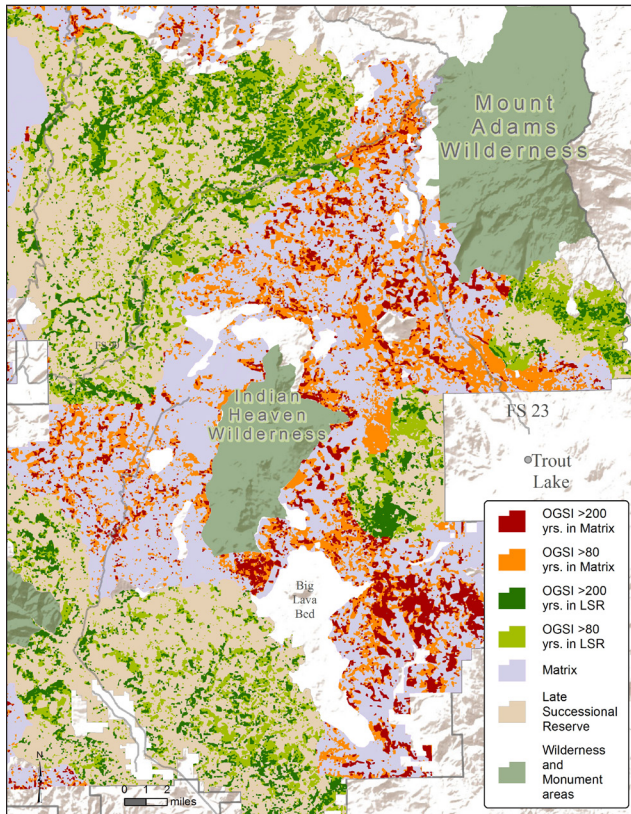 Mount
Adams
Wilderness
Indian
Heaven
Wilderness
FS 23
Trout
Lake
Big
Lava
Bed
OGSI >200
yrs. in Matrix
OGSI >80
yrs. in Matrix
OGSI >200
yrs. in LSR
OGSI >80
yrs. in LSR
Matrix
Late
Successional
Reserve
Wilderness
and
Monument
areas
N
0 1 2
miles